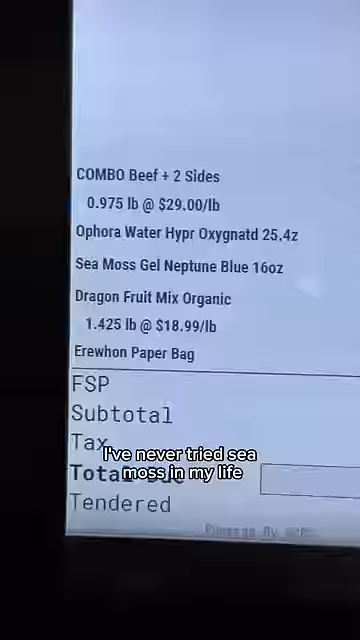 COMBO Beef + 2 Sides
0.975 lb @ $29.00/lb
Ophora Water Hypr Oxygnatd 25.4z
Sea Moss Gel Neptune Blue 16oz
Dragon Fruit Mix Organic
1.425 lb @ $18.99/lb
Erewhon Paper Bag
FSP
Subtotal
Tax
I've never tried sea
moss in my life
Tendered